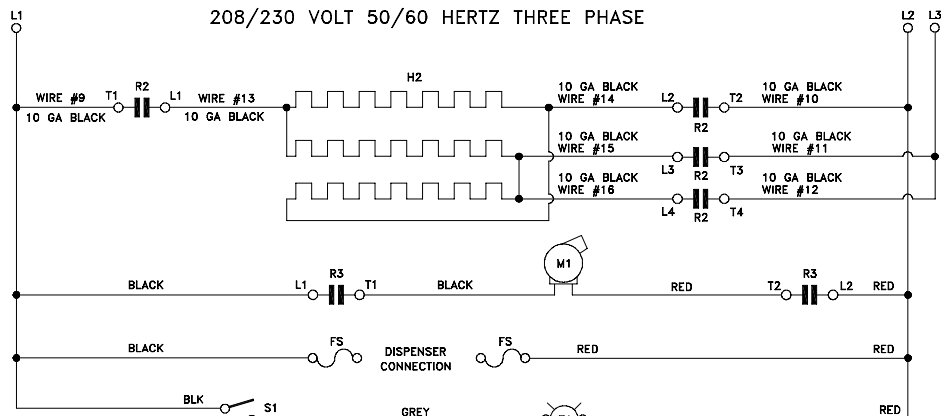 208/230 VOLT 50/60 HERTZ THREE PHASE
L1
L2
L3
H2
WIRE #9
T1
R2
L1
WIRE #13
10 GA BLACK
10 GA BLACK
10 GA BLACK
WIRE #14
L2
R2
T2
10 GA BLACK
WIRE #10
10 GA BLACK
WIRE #15
L3
R2
T3
10 GA BLACK
WIRE #11
10 GA BLACK
WIRE #16
L4
R2
T4
10 GA BLACK
WIRE #12
BLACK
L1
R3
T1
BLACK
M1
RED
T2
R3
L2
RED
BLACK
FS
DISPENSER
CONNECTION
FS
RED
RED
BLK
S1
GREY
RED